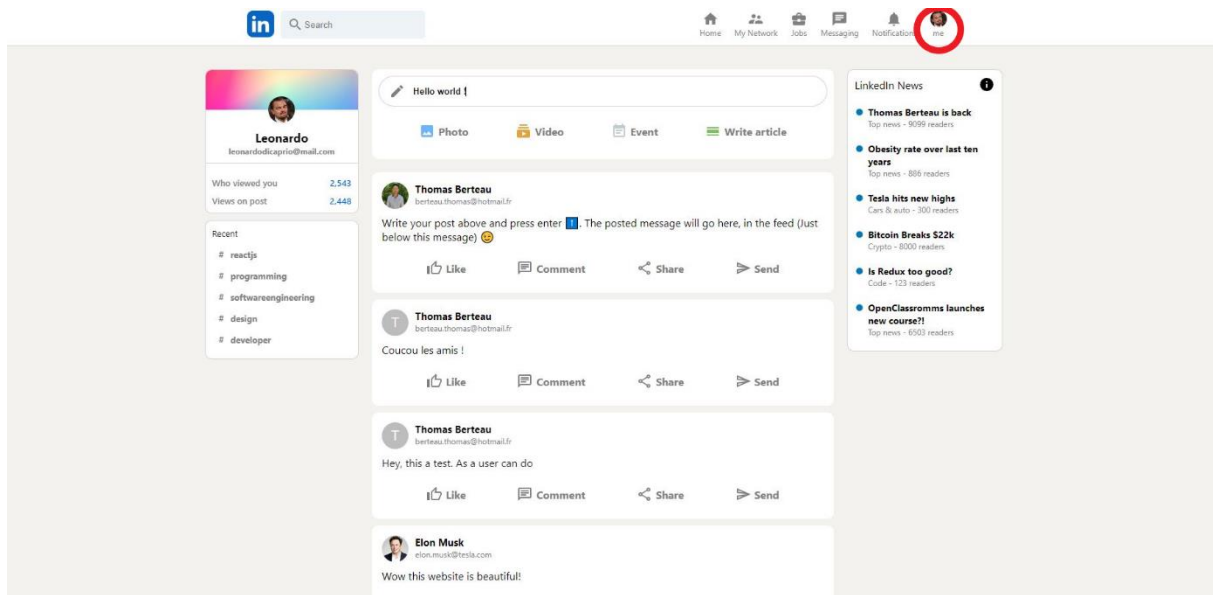 in
Search
Home
My Network
Jobs
Messaging
Notification
me
Leonardo
leonardodicaprio@mail.com
Who viewed you 2,543
Views on post 2,448
Recent
# reactjs
# programming
# softwareengineering
# design
# developer
Hello world !
Photo
Video
Event
Write article
Thomas Berteau
berteau.thomas@hotmail.fr
Write your post above and press enter ⬆️. The posted message will go here, in the feed (Just
below this message) 😉
Like
Comment
Share
Send
T
Thomas Berteau
berteau.thomas@hotmail.fr
Coucou les amis !
Like
Comment
Share
Send
T
Thomas Berteau
berteau.thomas@hotmail.fr
Hey, this a test. As a user can do
Like
Comment
Share
Send
Elon Musk
elon.musk@tesla.com
Wow this website is beautiful!
LinkedIn News
Thomas Berteau is back
Top news - 9099 readers
Obesity rate over last ten
years
Top news - 886 readers
Tesla hits new highs
Cars & auto - 300 readers
Bitcoin Breaks $22k
Crypto - 8000 readers
Is Redux too good?
Code - 123 readers
OpenClassromms launches
new course?!
Top news - 6503 readers